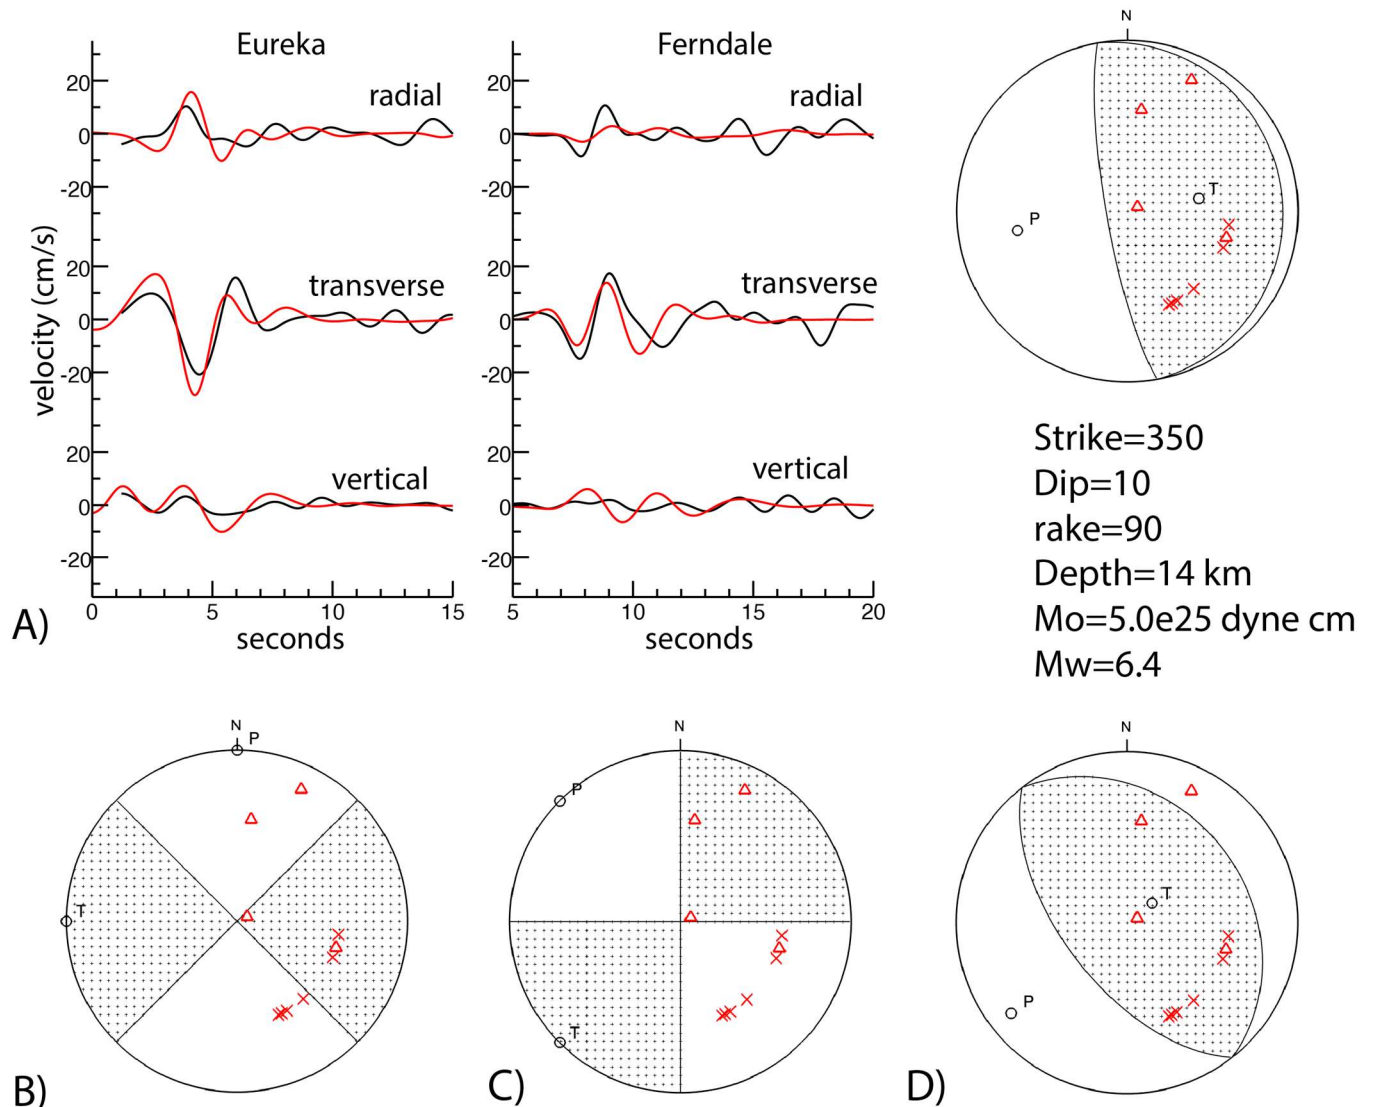 Eureka
Ferndale
N
20
0
-20
radial
20
0
-20
radial
P
T
velocity (cm/s)
20
0
-20
transverse
20
0
-20
transverse
20
0
-20
vertical
20
0
-20
vertical
Strike=350
Dip=10
rake=90
Depth=14 km
Mo=5.0e25 dyne cm
Mw=6.4
0 5 10 15
seconds
5 10 15 20
seconds
A)
N
P
T
B)
N
P
T
C)
N
T
P
D)